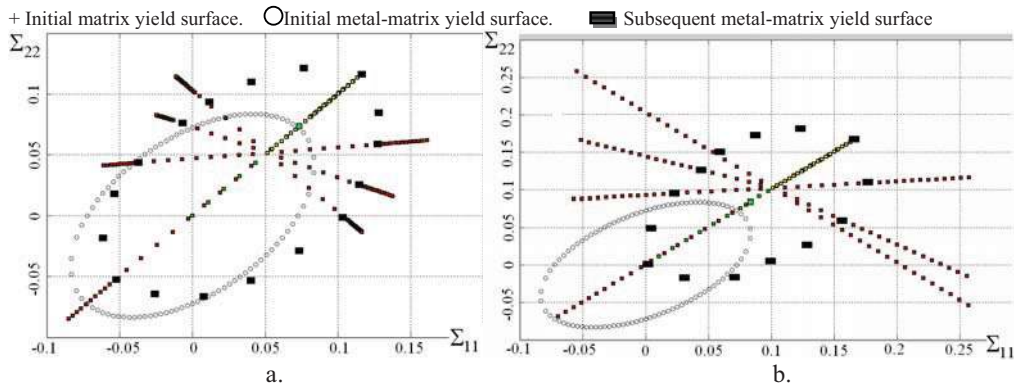 + Initial matrix yield surface. Initial metal-matrix yield surface. Subsequent metal-matrix yield surface
Σ22
0.1
0.05
0
-0.05
-0.1 -0.05 0 0.05 0.1 0.15 Σ11
a.
Σ22
0.25
0.2
0.15
0.1
0.05
0
-0.05
-0.1 -0.05 0 0.05 0.1 0.15 0.2 0.25 Σ11
b.